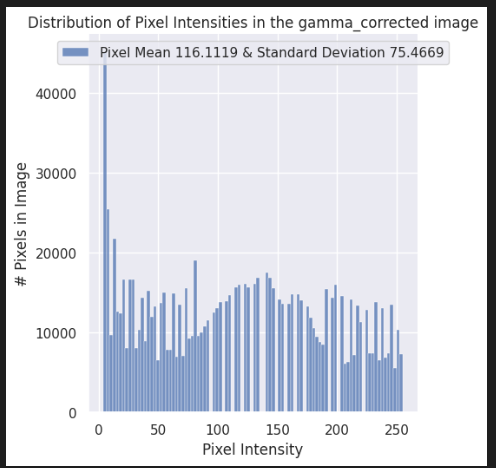 Distribution of Pixel Intensities in the gamma_corrected image
Pixel Mean 116.1119 & Standard Deviation 75.4669
40000
30000
20000
10000
0
# Pixels in Image
0 50 100 150 200 250
Pixel Intensity